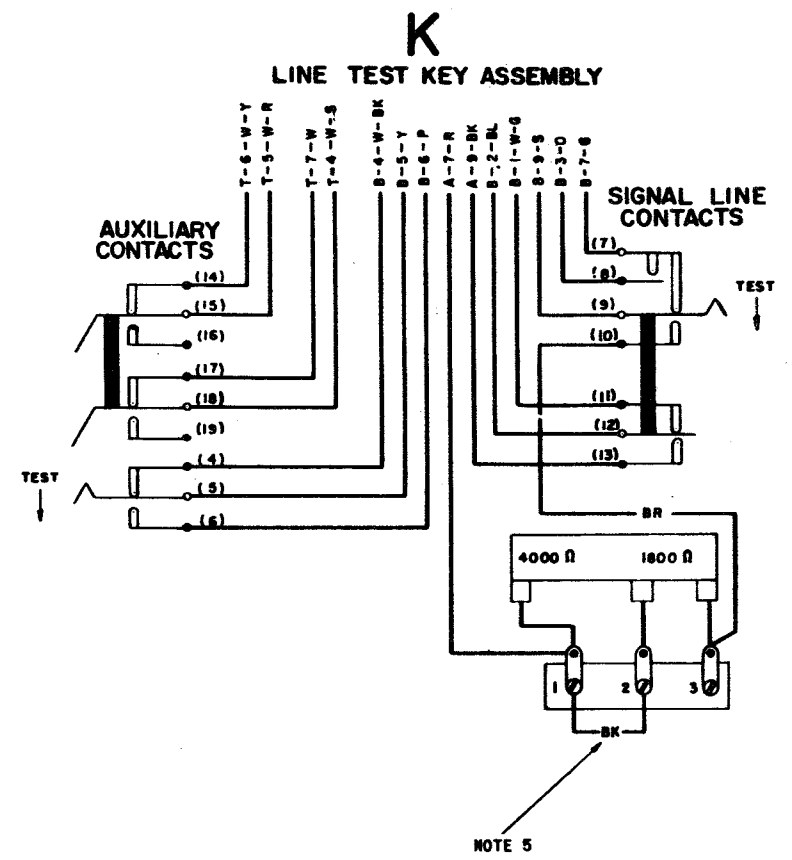 K
LINE TEST KEY ASSEMBLY
T-6-W-Y
T-5-W-R
T-7-W
T-4-W-S
B-4-W-BK
B-5-Y
B-6-P
A-7-R
A-9-BK
B-2-BL
B-1-W-G
B-9-S
B-3-O
B-7-G
SIGNAL LINE
CONTACTS
AUXILIARY
CONTACTS
(7)
(8)
(9)
(10)
(11)
(12)
(13)
TEST
(14)
(15)
(16)
(17)
(18)
(19)
(4)
(5)
(6)
TEST
BR
4000 Ω
1800 Ω
1
2
3
BK
NOTE 5